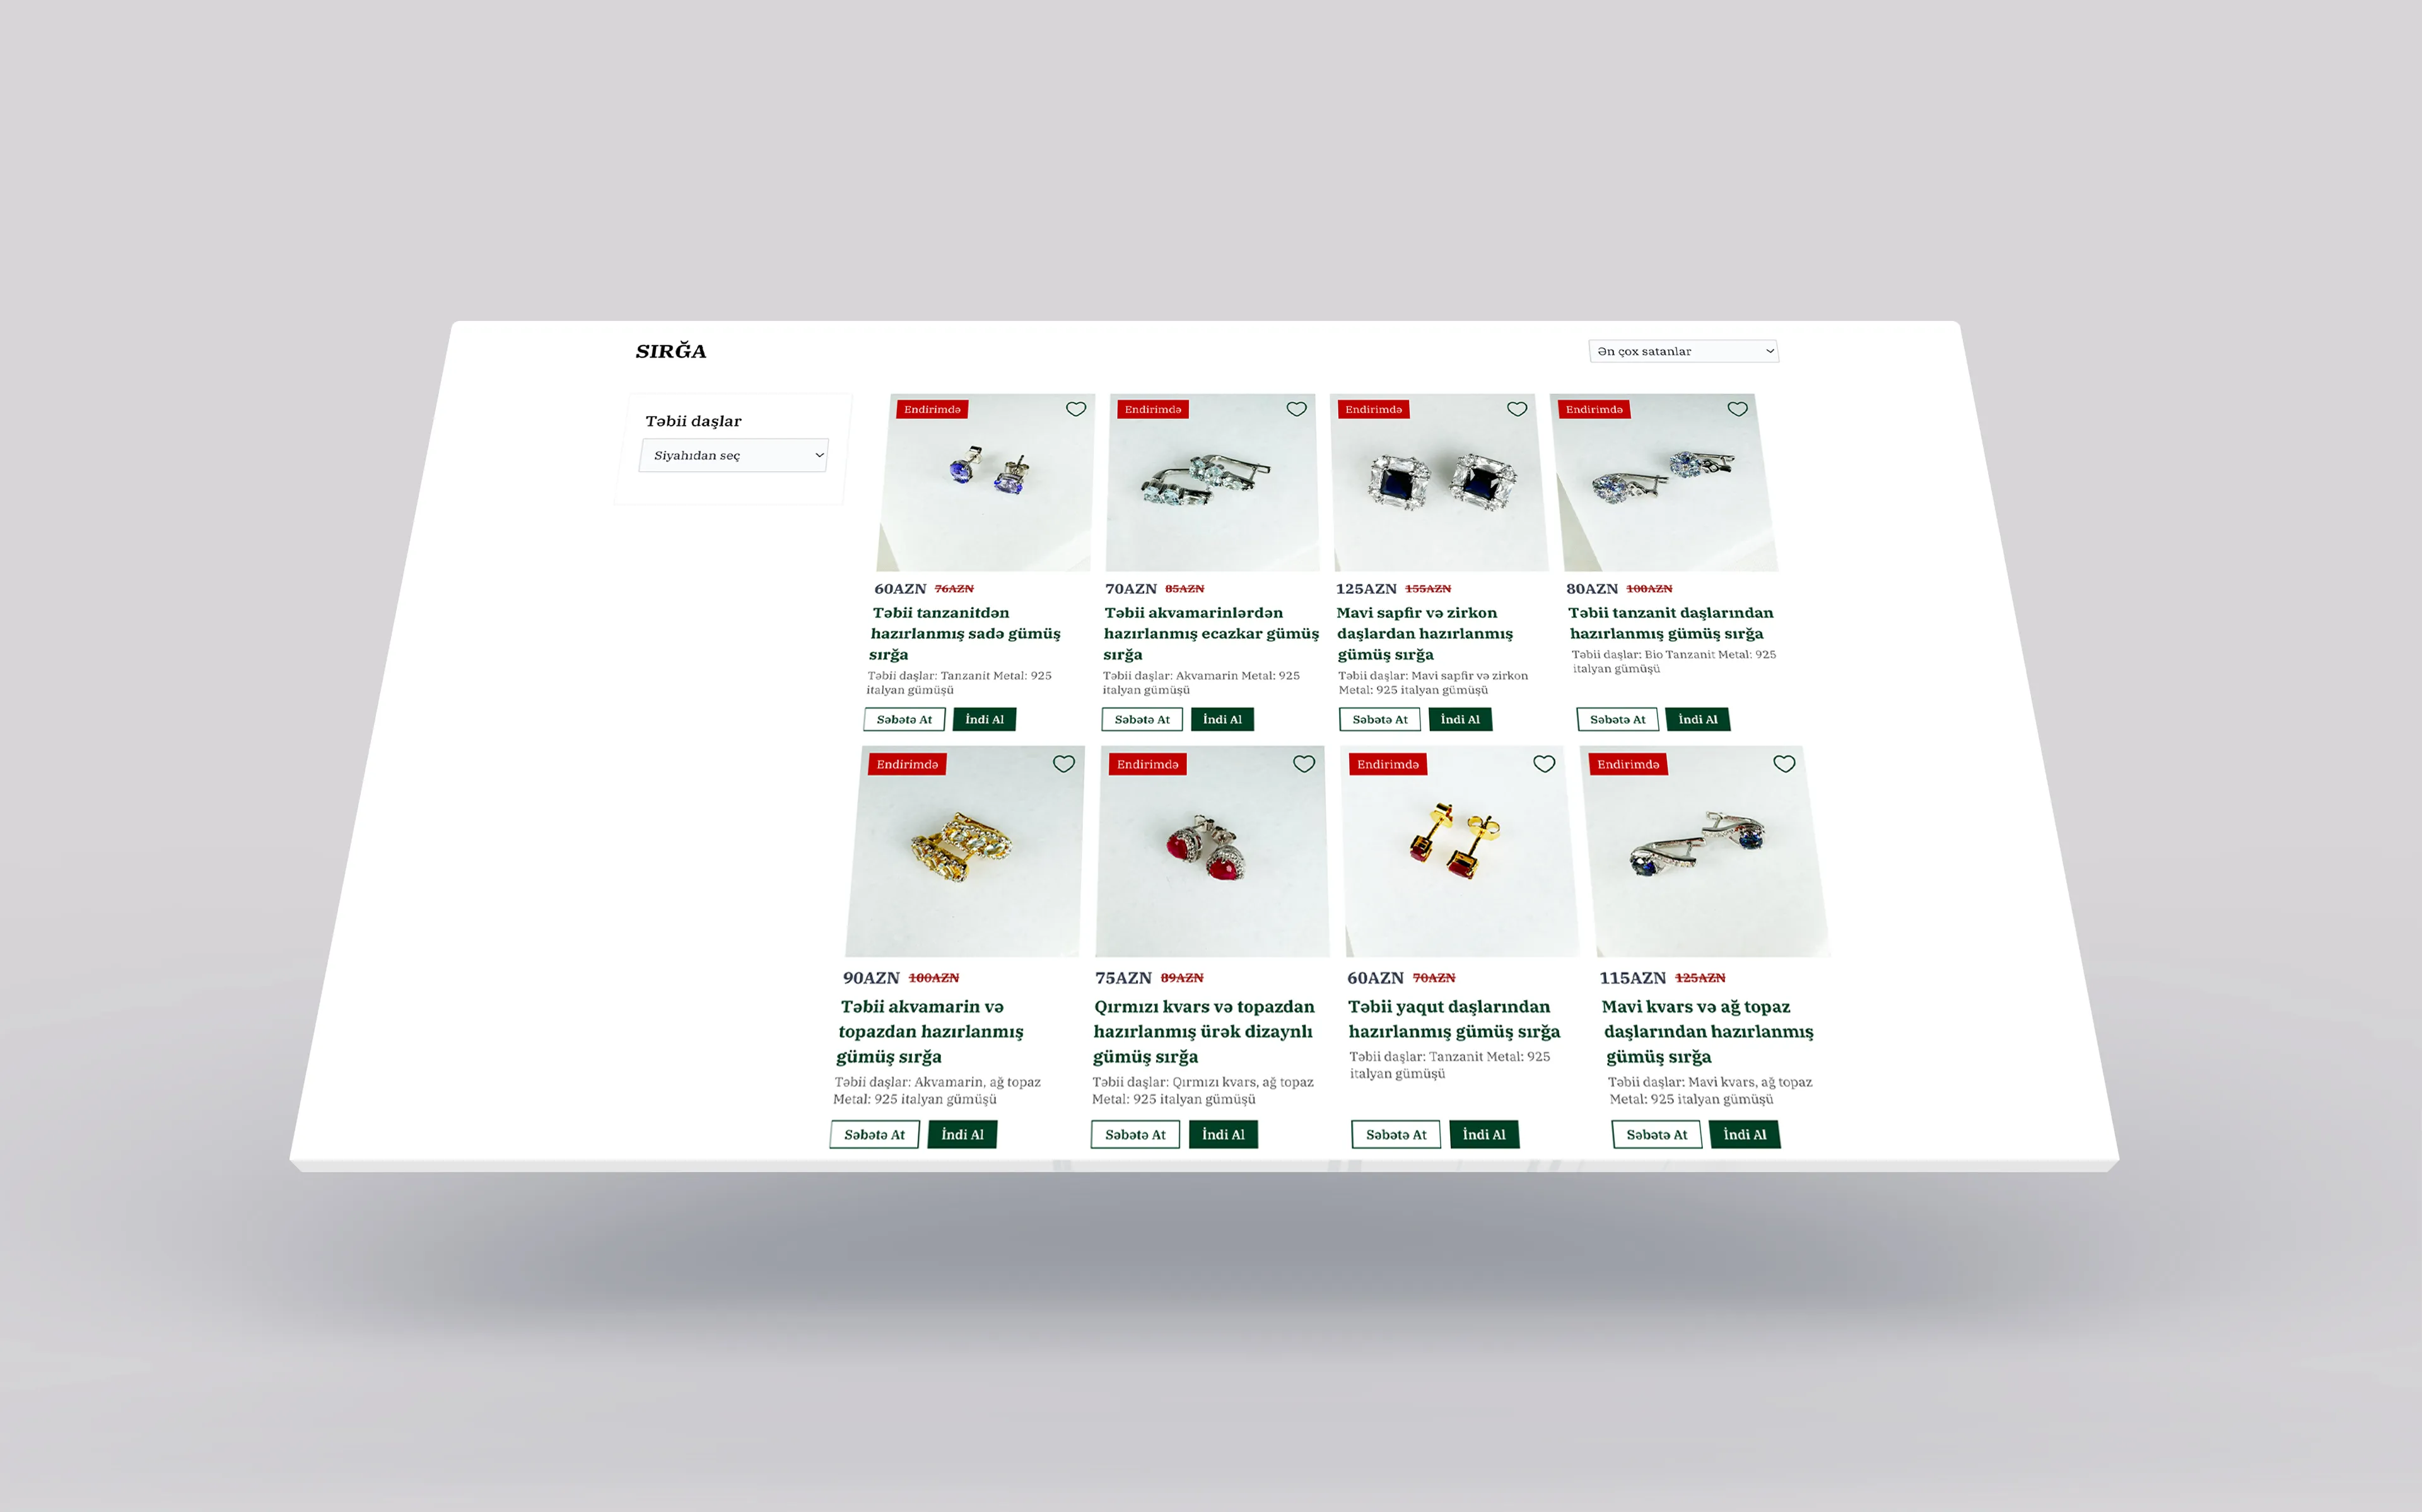 SIRĞA
Ən çox satanlar
Təbii daşlar
Siyahıdan seç
Endirimdə
60AZN 76AZN
Təbii tanzanitdən
hazırlanmış sadə gümüş
sırğa
Təbii daşlar: Tanzanit Metal: 925
italyan gümüşü
Səbətə At
İndi Al
Endirimdə
70AZN 85AZN
Təbii akvamarinlərdən
hazırlanmış ecazkar gümüş
sırğa
Təbii daşlar: Akvamarin Metal: 925
italyan gümüşü
Səbətə At
İndi Al
Endirimdə
125AZN 155AZN
Mavi sapfir və zirkon
daşlardan hazırlanmış
gümüş sırğa
Təbii daşlar: Mavi sapfir və zirkon
Metal: 925 italyan gümüşü
Səbətə At
İndi Al
Endirimdə
80AZN 100AZN
Təbii tanzanit daşlarından
hazırlanmış gümüş sırğa
Təbii daşlar: Bio Tanzanit Metal: 925
italyan gümüşü
Səbətə At
İndi Al
Endirimdə
90AZN 100AZN
Təbii akvamarin və
topazdan hazırlanmış
gümüş sırğa
Təbii daşlar: Akvamarin, ağ topaz
Metal: 925 italyan gümüşü
Səbətə At
İndi Al
Endirimdə
75AZN 89AZN
Qırmızı kvars və topazdan
hazırlanmış ürək dizaynlı
gümüş sırğa
Təbii daşlar: Qırmızı kvars, ağ topaz
Metal: 925 italyan gümüşü
Səbətə At
İndi Al
Endirimdə
60AZN 70AZN
Təbii yaqut daşlarından
hazırlanmış gümüş sırğa
Təbii daşlar: Tanzanit Metal: 925
italyan gümüşü
Səbətə At
İndi Al
Endirimdə
115AZN 125AZN
Mavi kvars və ağ topaz
daşlarından hazırlanmış
gümüş sırğa
Təbii daşlar: Mavi kvars, ağ topaz
Metal: 925 italyan gümüşü
Səbətə At
İndi Al